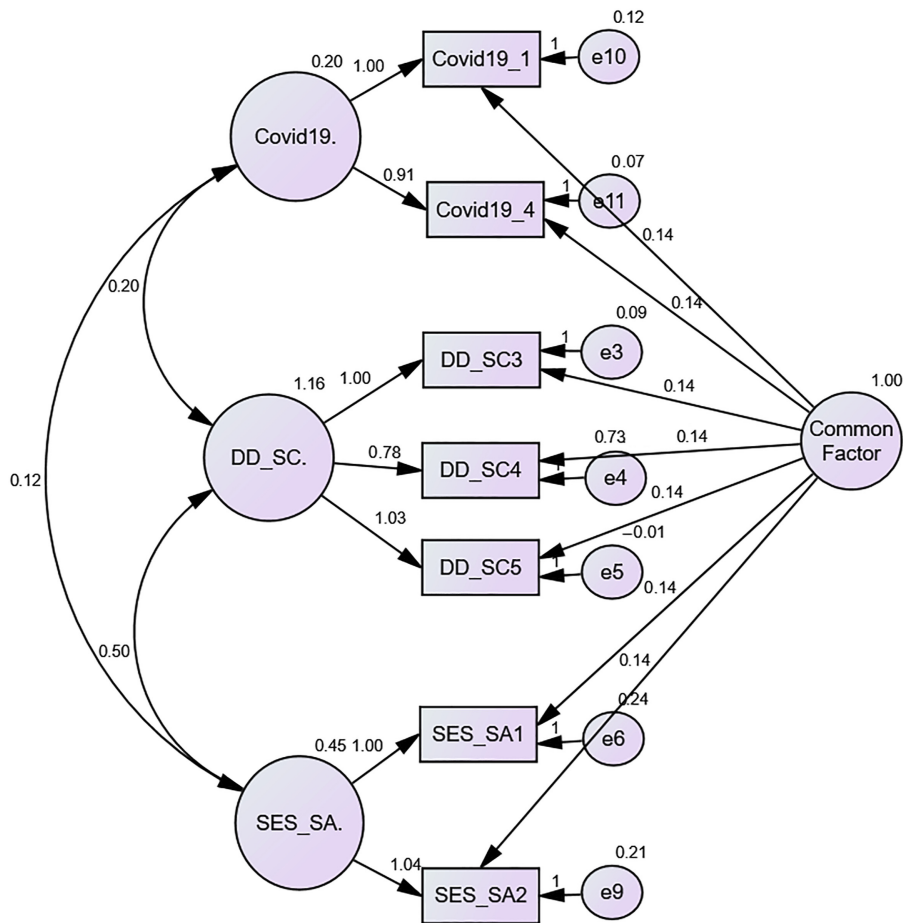 0.12
0.20 1.00
Covid19_1
1
e10
Covid19.
0.07
0.91
Covid19_4
1
e11
0.14
0.20
0.14
0.09
1
e3
DD_SC3
1.16 1.00
0.14
1.00
Common
Factor
DD_SC.
0.78
DD_SC4
0.73
0.14
1
e4
0.14
1.03
−0.01
DD_SC5
1
e5
0.14
0.12
0.50
0.14
0.24
SES_SA1
1
e6
0.45 1.00
SES_SA.
1.04
0.21
SES_SA2
1
e9